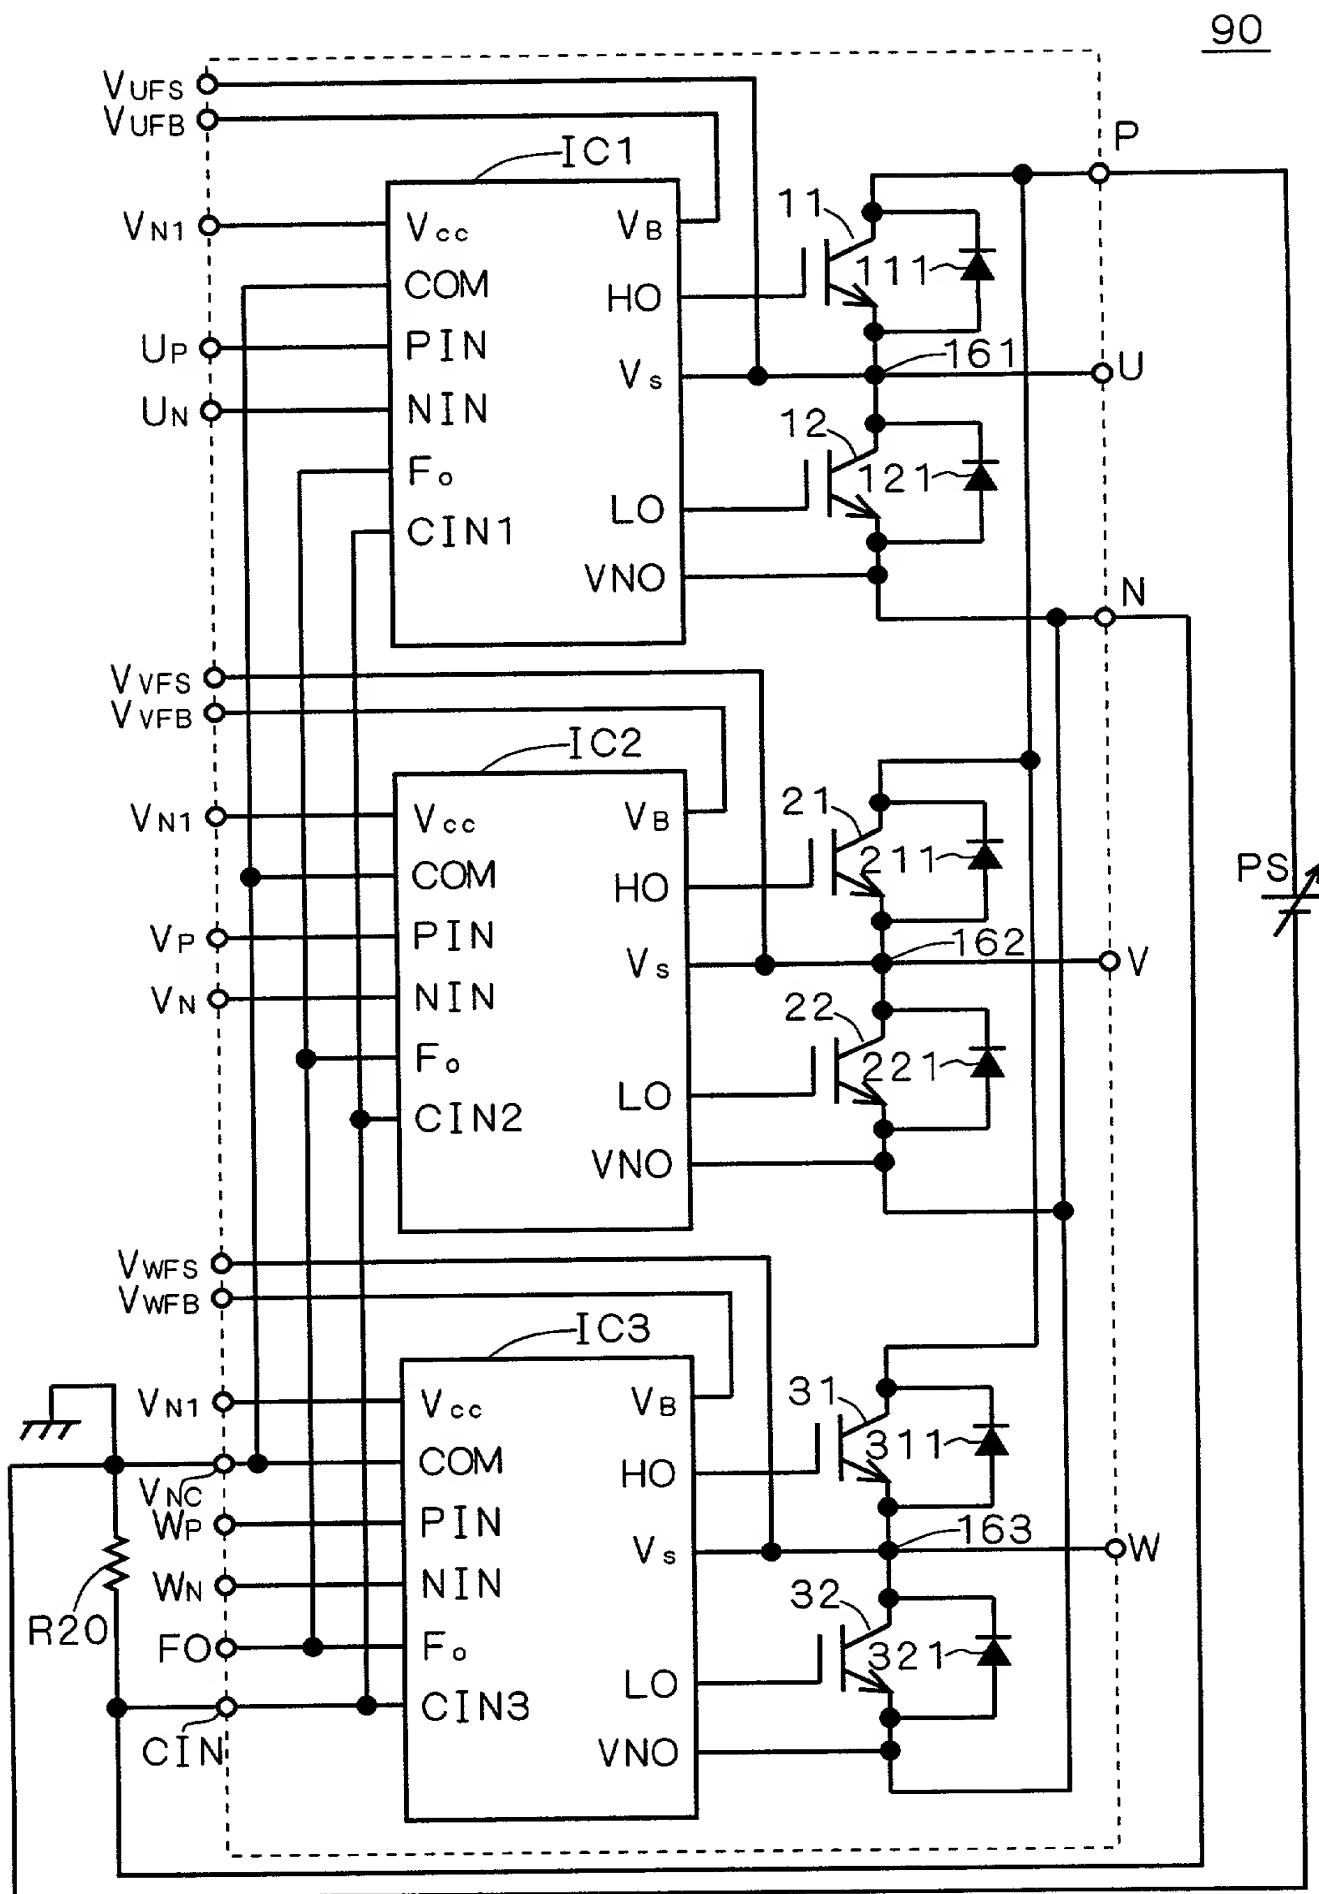 90
VUFS
VUFB
IC1
P
VN1
Vcc
VB
11
111
COM
HO
UP
PIN
161
U
Vs
UN
NIN
12
121
Fo
LO
CIN1
VNO
N
VVFS
VVFB
IC2
VN1
Vcc
VB
21
211
PS
COM
HO
VP
PIN
162
V
Vs
VN
NIN
22
221
Fo
LO
CIN2
VNO
VWFS
VWFB
IC3
VN1
Vcc
VB
31
311
COM
HO
VNC
WP
PIN
163
W
Vs
WN
NIN
32
R20
321
FO
Fo
LO
CIN3
CIN
VNO